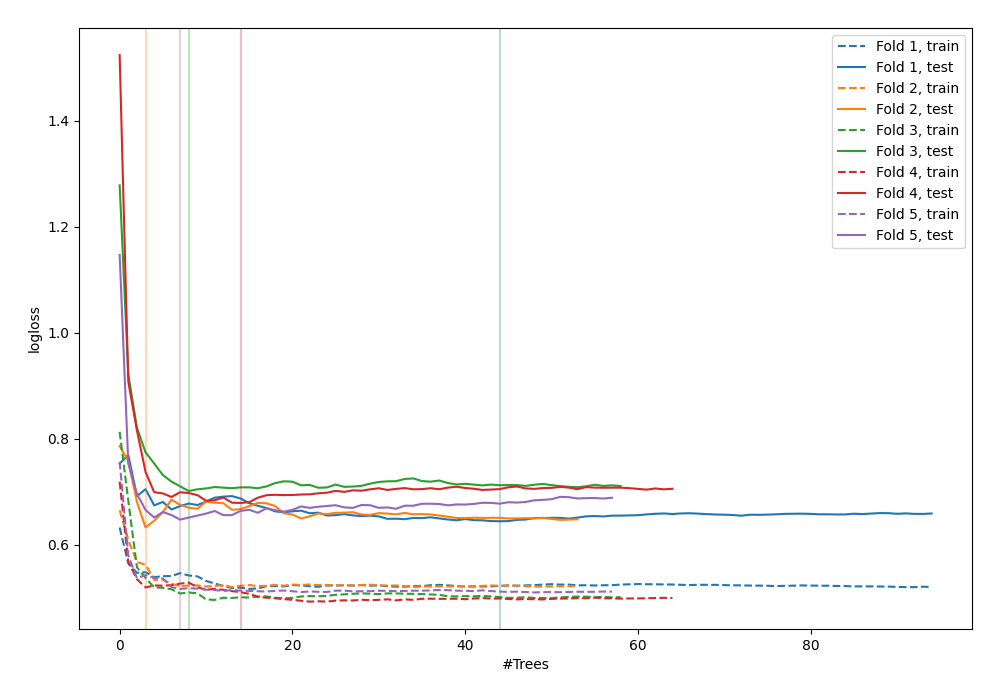 1.4
1.2
1.0
0.8
0.6
logloss
0
20
40
60
80
#Trees
Fold 1, train
Fold 1, test
Fold 2, train
Fold 2, test
Fold 3, train
Fold 3, test
Fold 4, train
Fold 4, test
Fold 5, train
Fold 5, test